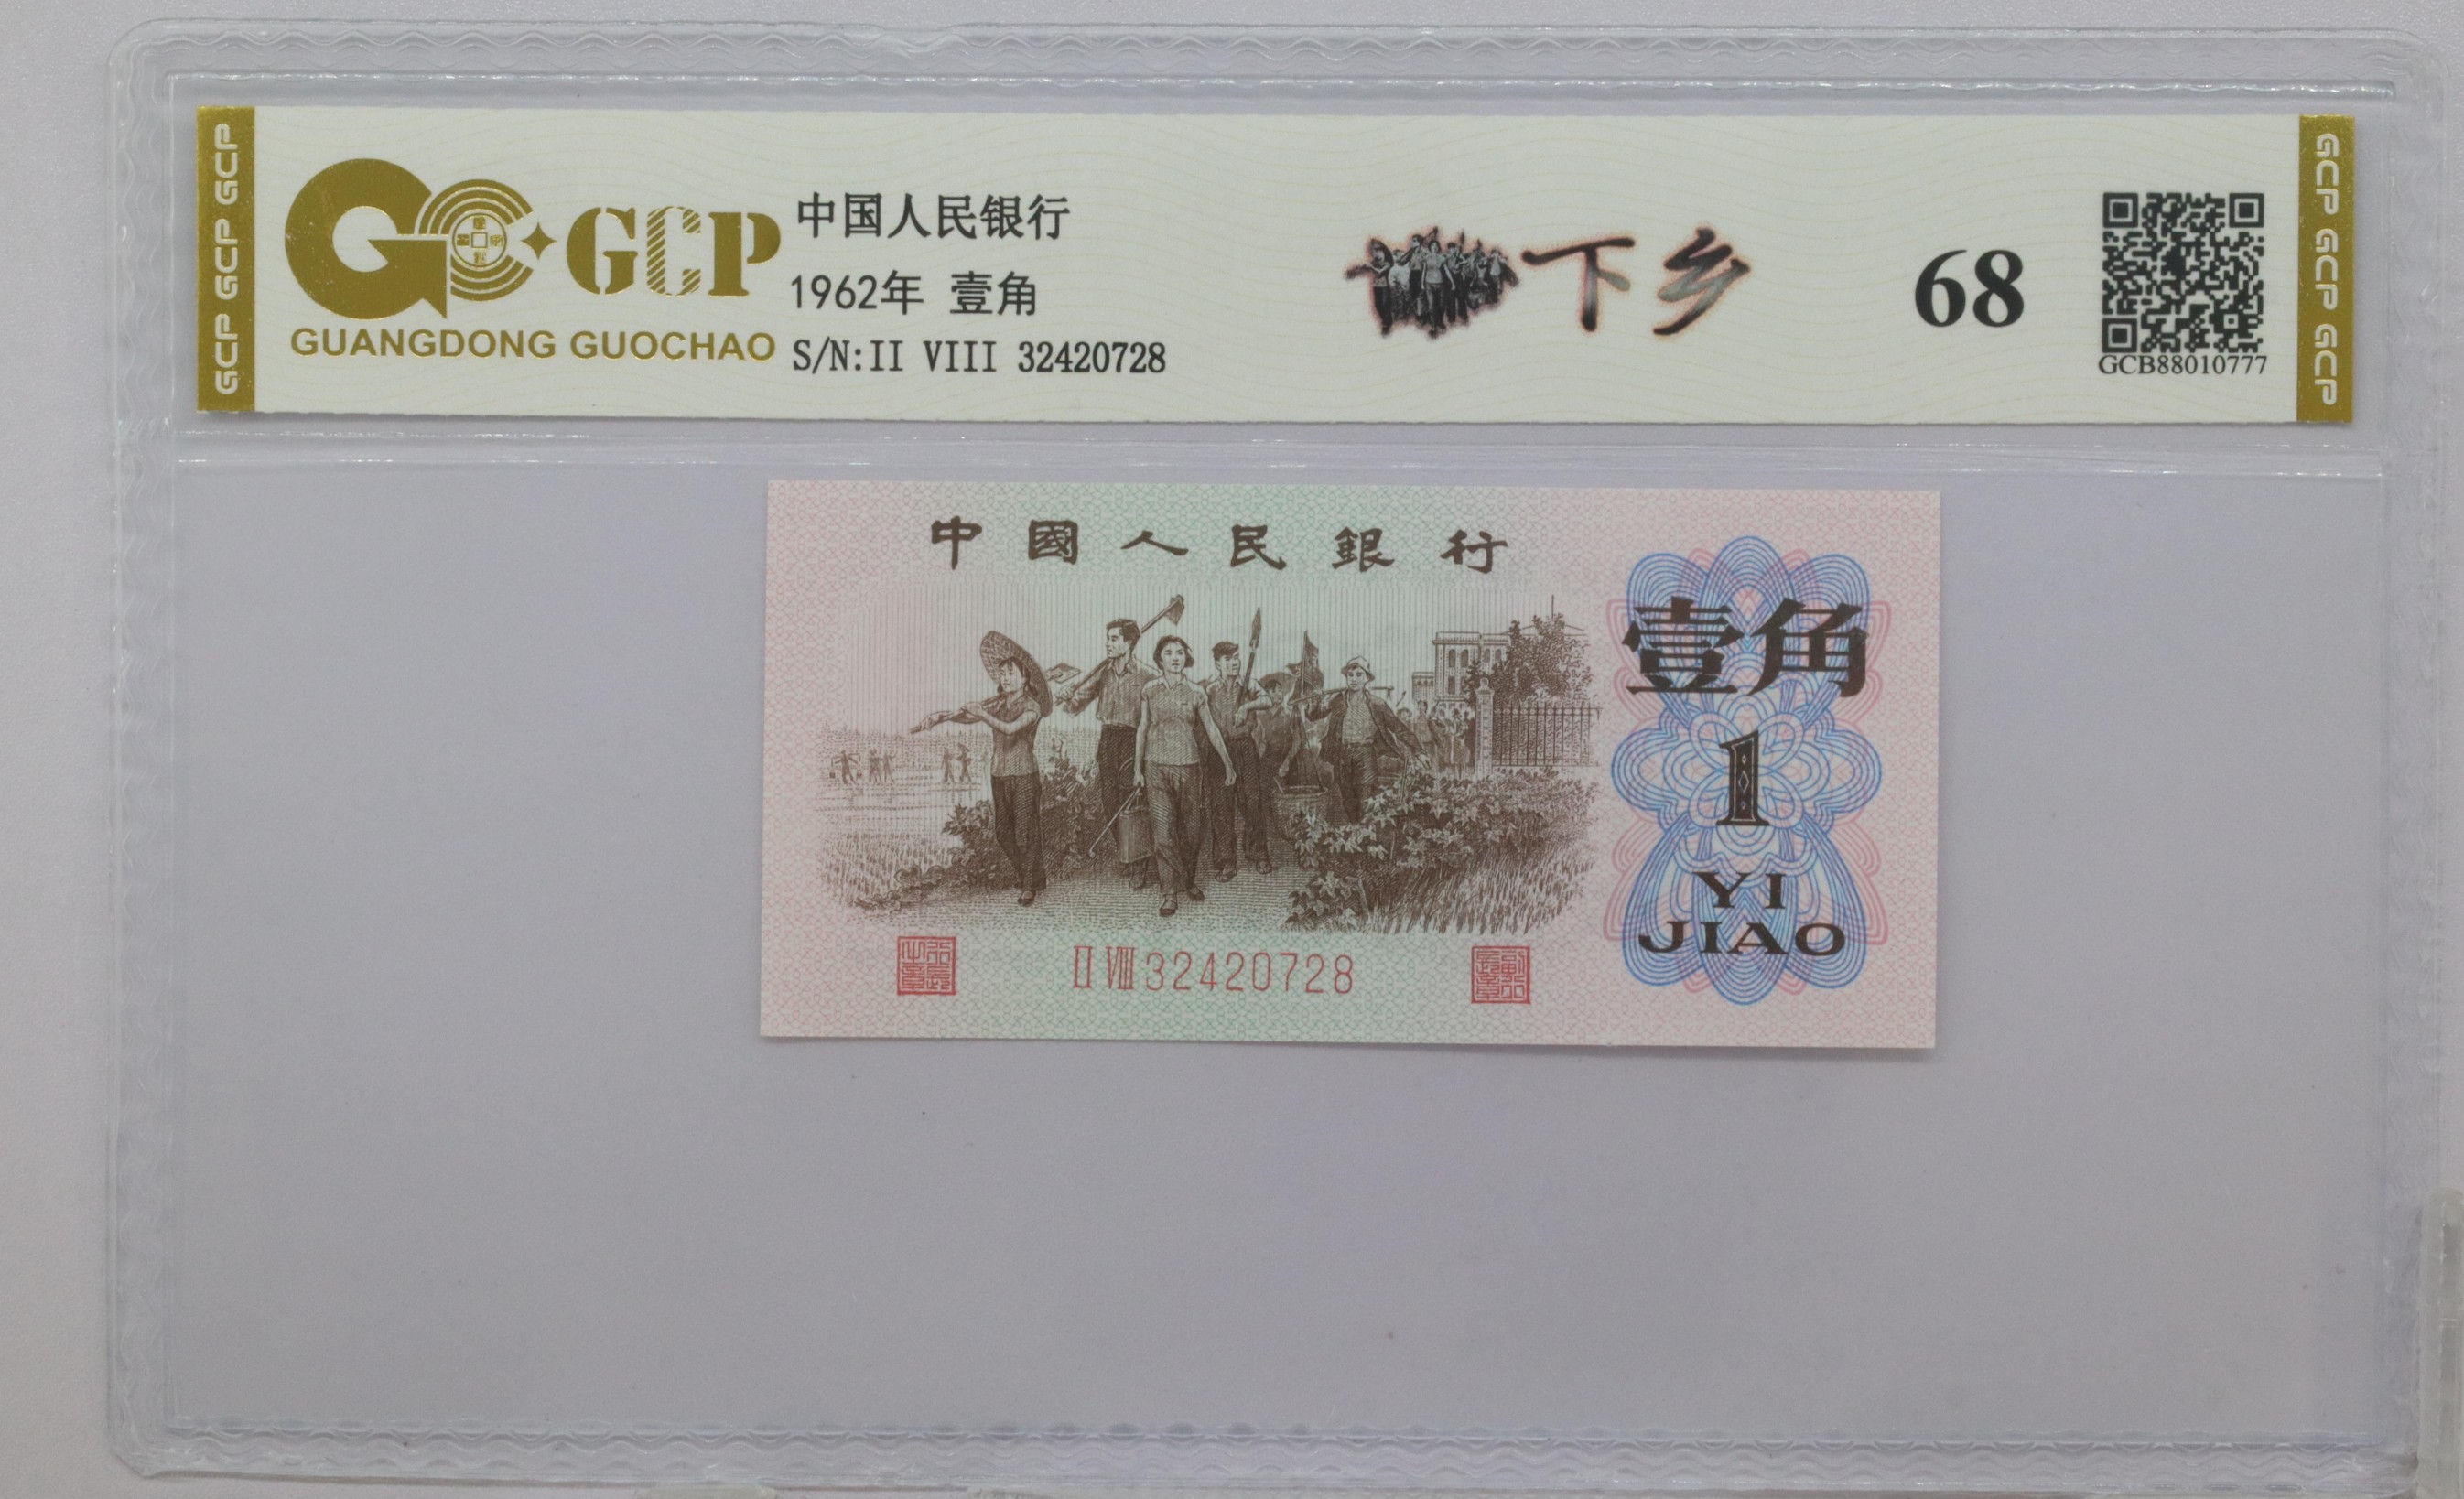 GCP GCP GCP
GCP
GUANGDONG GUOCHAO
中国人民银行
1962年 壹角
S/N:II VIII 32420728
下乡
68
GCB88010777
GCP GCP GCP
中國人民銀行
壹角
1
YI
JIAO
II VIII 32420728